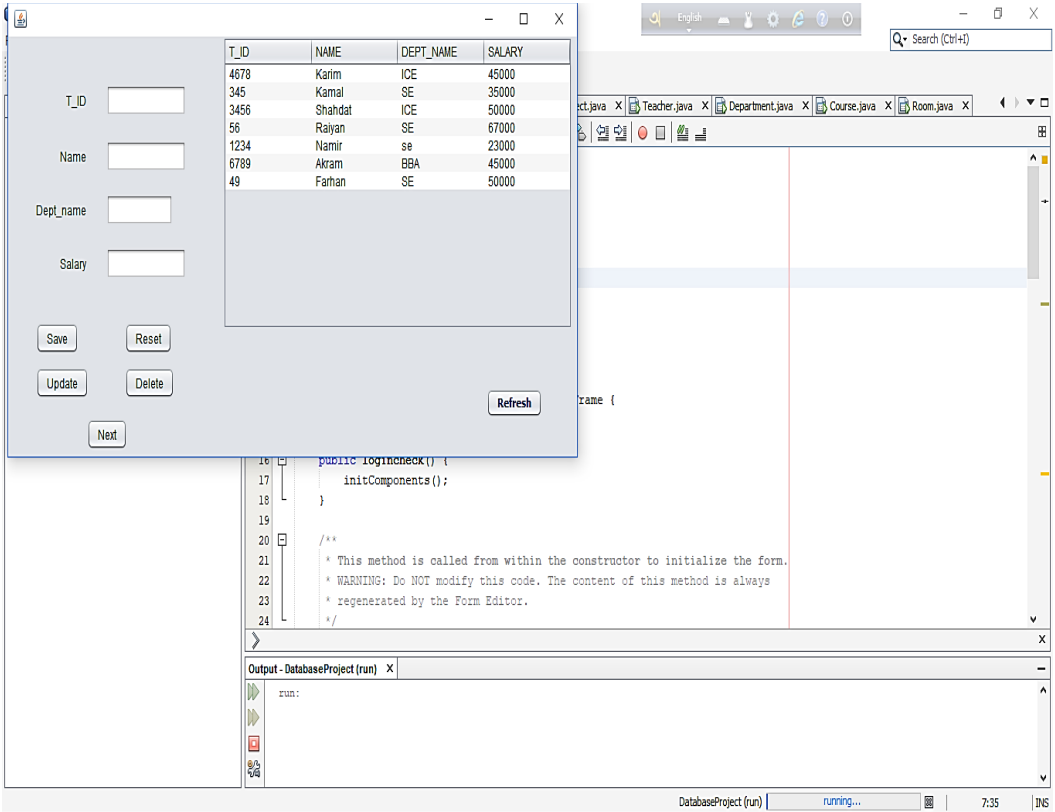 English
Search (Ctrl+I)
T_ID NAME DEPT_NAME SALARY
4678 Karim ICE 45000
345 Kamal SE 35000
3456 Shahdat ICE 50000
56 Raiyan SE 67000
1234 Namir se 23000
6789 Akram BBA 45000
49 Farhan SE 50000
T_ID
Name
Dept_name
Salary
Save Reset
Update Delete
Next
Refresh
ect.java X Teacher.java X Department.java X Course.java X Room.java X
rame {
16 public logincheck() {
17 initComponents();
18 }
19
20 /**
21 * This method is called from within the constructor to initialize the form.
22 * WARNING: Do NOT modify this code. The content of this method is always
23 * regenerated by the Form Editor.
24 */
Output - DatabaseProject (run) X
run:
DatabaseProject (run) running... 7:35 INS